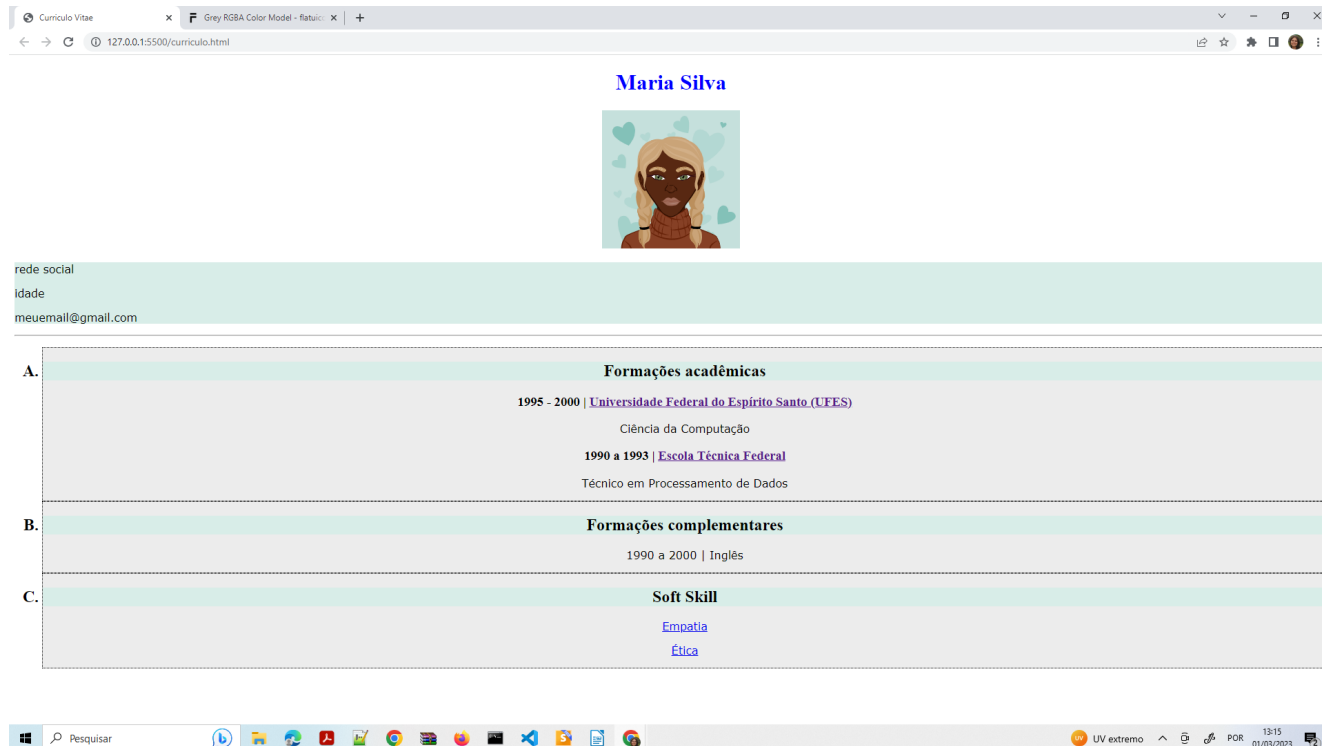 Curriculo Vitae
Grey RGBA Color Model - flatuic
127.0.0.1:5500/curriculo.html
Maria Silva
rede social
idade
meuemail@gmail.com
A. Formações acadêmicas
1995 - 2000 | Universidade Federal do Espírito Santo (UFES)
Ciência da Computação
1990 a 1993 | Escola Técnica Federal
Técnico em Processamento de Dados
B. Formações complementares
1990 a 2000 | Inglês
C. Soft Skill
Empatia
Ética
Pesquisar
UV extremo
POR
13:15
01/03/2023